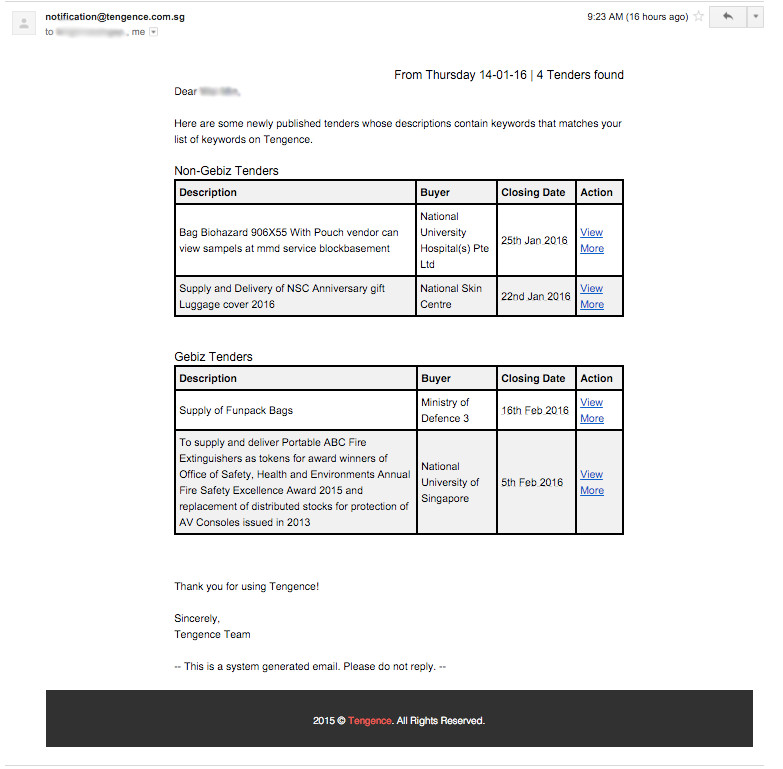 notification@tengence.com.sg
9:23 AM (16 hours ago)
to , me
From Thursday 14-01-16 | 4 Tenders found
Dear
Here are some newly published tenders whose descriptions contain keywords that matches your
list of keywords on Tengence.
Non-Gebiz Tenders
Description Buyer Closing Date Action
Bag Biohazard 906X55 With Pouch vendor can
view sampels at mmd service blockbasement
National
University
Hospital(s) Pte
Ltd
25th Jan 2016
View
More
Supply and Delivery of NSC Anniversary gift
Luggage cover 2016
National Skin
Centre
22nd Jan 2016
View
More
Gebiz Tenders
Description Buyer Closing Date Action
Supply of Funpack Bags
Ministry of
Defence 3
16th Feb 2016
View
More
To supply and deliver Portable ABC Fire
Extinguishers as tokens for award winners of
Office of Safety, Health and Environments Annual
Fire Safety Excellence Award 2015 and
replacement of distributed stocks for protection of
AV Consoles issued in 2013
National
University of
Singapore
5th Feb 2016
View
More
Thank you for using Tengence!
Sincerely,
Tengence Team
-- This is a system generated email. Please do not reply. --
2015 © Tengence. All Rights Reserved.